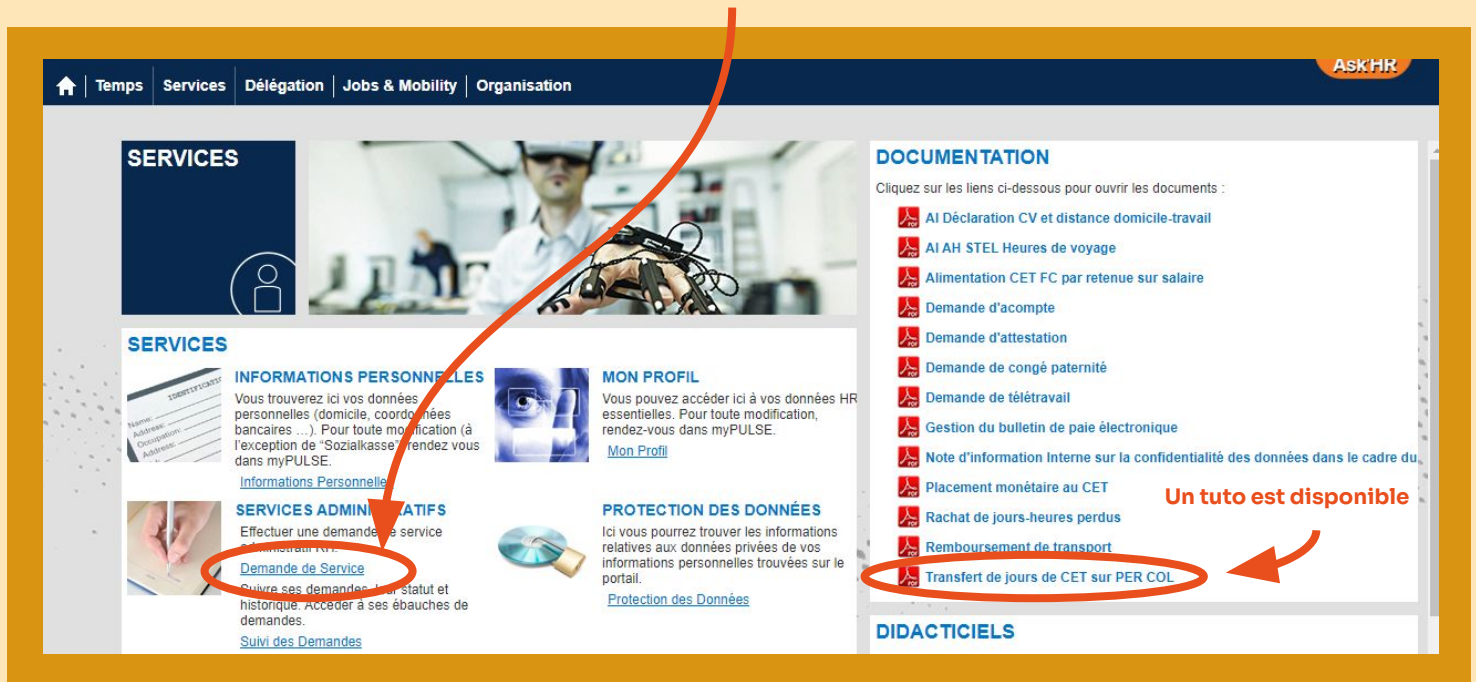 Ask'HR
Temps Services Délégation Jobs & Mobility Organisation
SERVICES
SERVICES
INFORMATIONS PERSONNELLES
Vous trouverez ici vos données
personnelles (domicile, coordonnées
bancaires ...). Pour toute modification (à
l'exception de "Sozialkasse") rendez vous
dans myPULSE.
Informations Personnelles
MON PROFIL
Vous pouvez accéder ici à vos données HR
essentielles. Pour toute modification,
rendez-vous dans myPULSE.
Mon Profil
SERVICES ADMINISTRATIFS
Effectuer une demande de service
administratif RH.
Demande de Service
Suivre ses demandes, leur statut et
historique. Accéder à ses ébauches de
demandes.
Suivi des Demandes
PROTECTION DES DONNÉES
Ici vous pourrez trouver les informations
relatives aux données privées de vos
informations personnelles trouvées sur le
portail.
Protection des Données
IDENTIFICATIO
Name:
Address:
Occupation:
Address:
DOCUMENTATION
Cliquez sur les liens ci-dessous pour ouvrir les documents :
AI Déclaration CV et distance domicile-travail
AI AH STEL Heures de voyage
Alimentation CET FC par retenue sur salaire
Demande d'acompte
Demande d'attestation
Demande de congé paternité
Demande de télétravail
Gestion du bulletin de paie électronique
Note d'information Interne sur la confidentialité des données dans le cadre du
Placement monétaire au CET
Un tuto est disponible
Rachat de jours-heures perdus
Remboursement de transport
Transfert de jours de CET sur PER COL
DIDACTICIELS